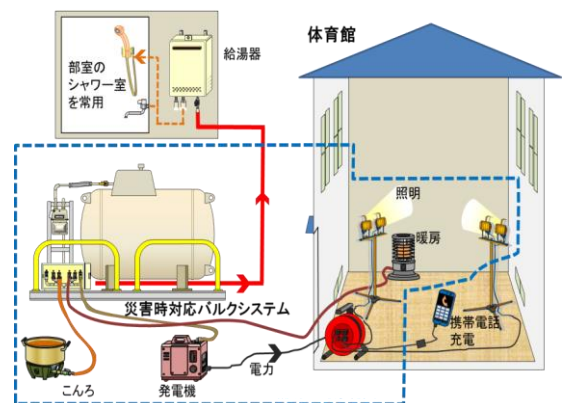 体育館
給湯器
部室の
シャワー室
を常用
照明
暖房
災害時対応バルクシステム
携帯電話
充電
こんろ
発電機
電力